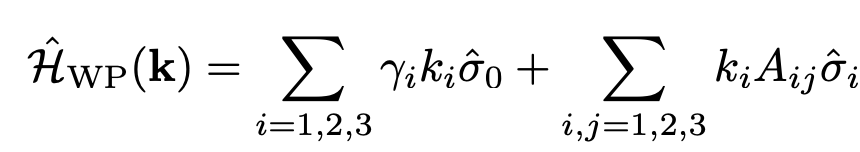 \hat{\mathcal{H}}_{\mathrm{WP}}(\mathbf{k}) = \sum_{i=1,2,3} \gamma_i k_i \hat{\sigma}_0 + \sum_{i,j=1,2,3} k_i A_{ij} \hat{\sigma}_i